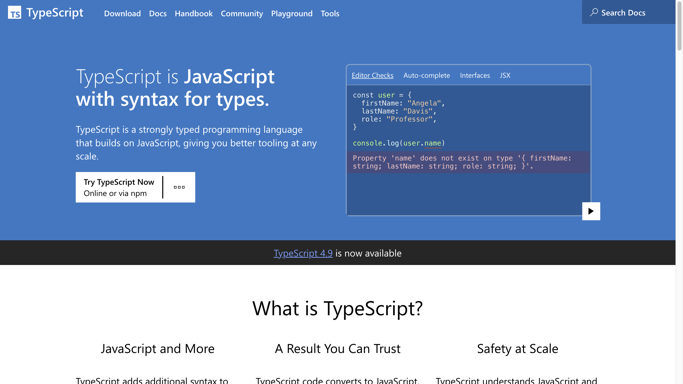 TS TypeScript Download Docs Handbook Community Playground Tools Search Docs
TypeScript is JavaScript
with syntax for types.
TypeScript is a strongly typed programming language
that builds on JavaScript, giving you better tooling at any
scale.
Try TypeScript Now
Online or via npm
Editor Checks Auto-complete Interfaces JSX
const user = {
  firstName: "Angela",
  lastName: "Davis",
  role: "Professor",
}
console.log(user.name)
Property 'name' does not exist on type '{ firstName:
string; lastName: string; role: string; }'.
TypeScript 4.9 is now available
What is TypeScript?
JavaScript and More
A Result You Can Trust
Safety at Scale
TypeScript adds additional syntax to
TypeScript code converts to JavaScript,
TypeScript understands JavaScript and